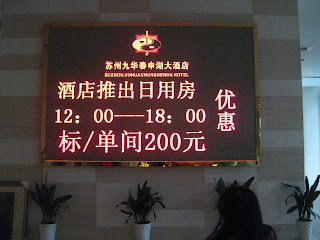 苏州九华春申湖大酒店
SUZHOUJIUHUACHUNSHENHU HOTEL
酒店推出日用房
12：00---18：00
标/单间200元
优惠